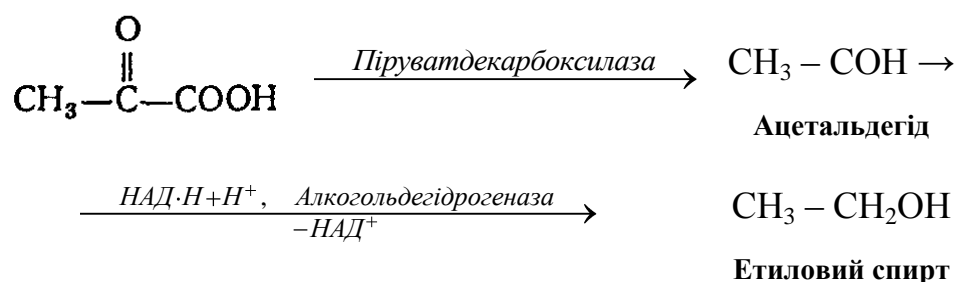 O
CH₃—C—COOH
Піруватдекарбоксилаза
CH₃ – COH →
Ацетальдегід
НАД·Н+Н⁺, Алкогольдегідрогеназа
–НАД⁺
CH₃ – CH₂OH
Етиловий спирт